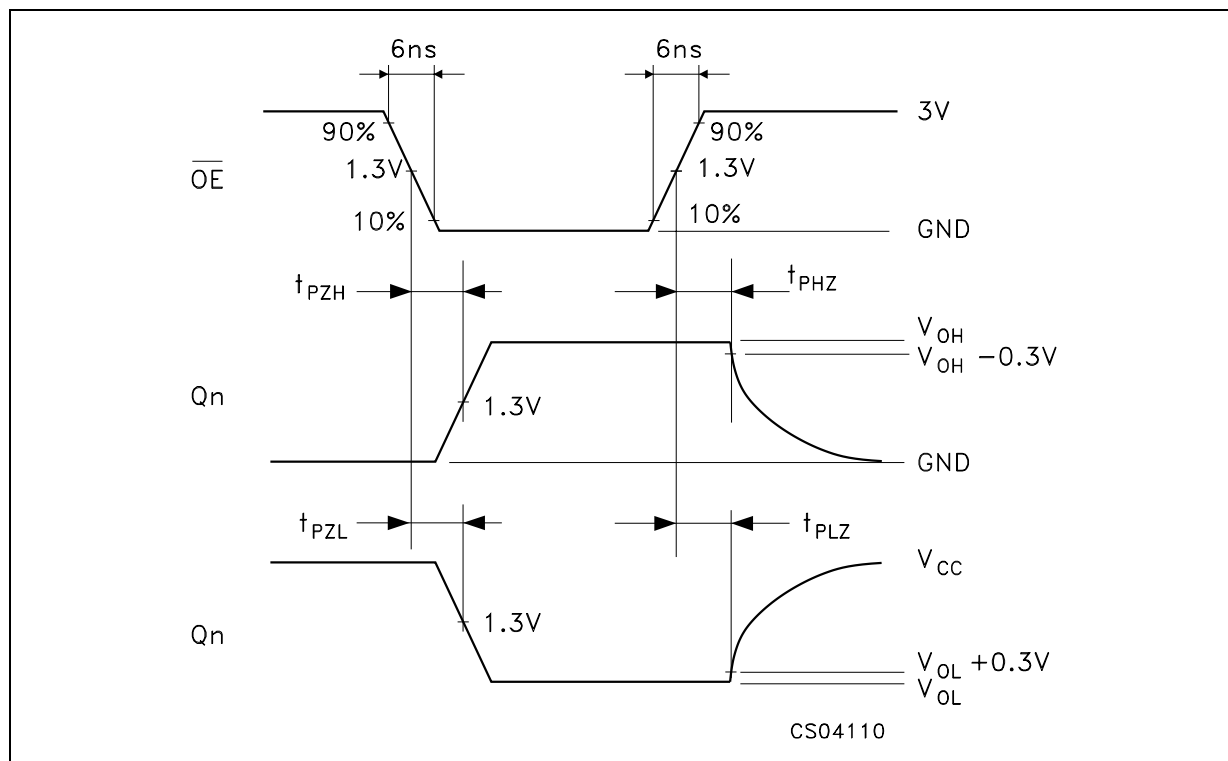 6ns 6ns
3V
90% 90%
O̅E̅ 1.3V 1.3V
10% 10%
GND
tPZH tPHZ
VOH
VOH −0.3V
Qn 1.3V
GND
tPZL tPLZ
VCC
Qn 1.3V
VOL +0.3V
VOL
CS04110